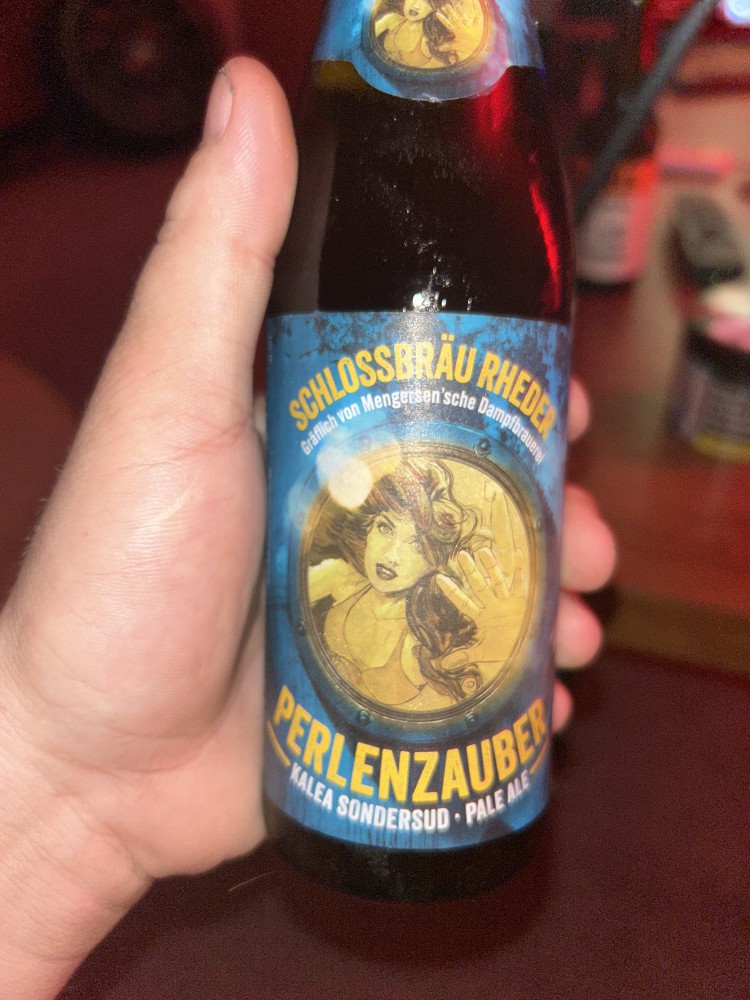 SCHLOSSBRÄU RHEDER
Gräflich von Mengersen'sche Dampfbrauerei
PERLENZAUBER
KALEA SONDERSUD · PALE ALE